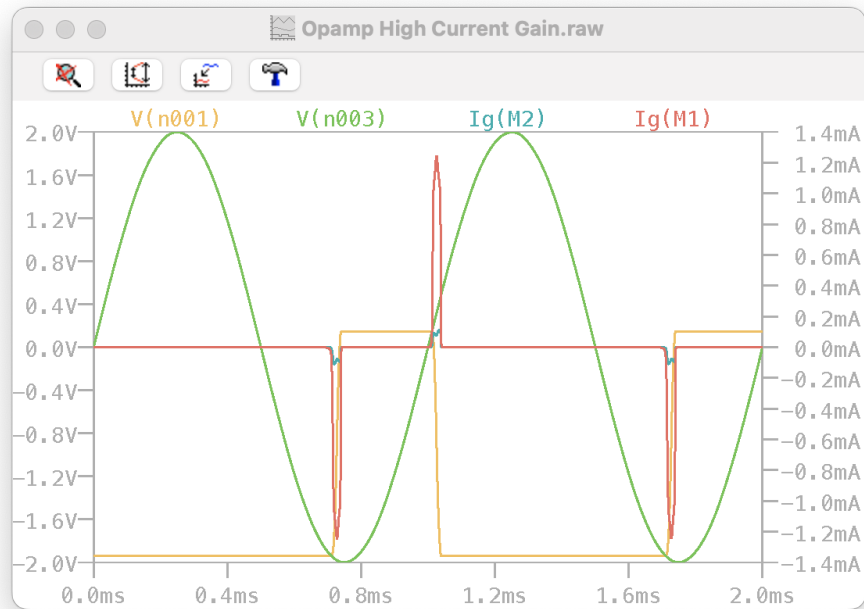 Opamp High Current Gain.raw
V(n001) V(n003) Ig(M2) Ig(M1)
2.0V 1.4mA
1.6V 1.2mA
1.2V 1.0mA
0.8V 0.8mA
0.4V 0.6mA
0.0V 0.4mA
-0.4V 0.2mA
-0.8V 0.0mA
-1.2V -0.2mA
-1.6V -0.4mA
-2.0V -0.6mA
-0.8mA
-1.0mA
-1.2mA
-1.4mA
0.0ms 0.4ms 0.8ms 1.2ms 1.6ms 2.0ms